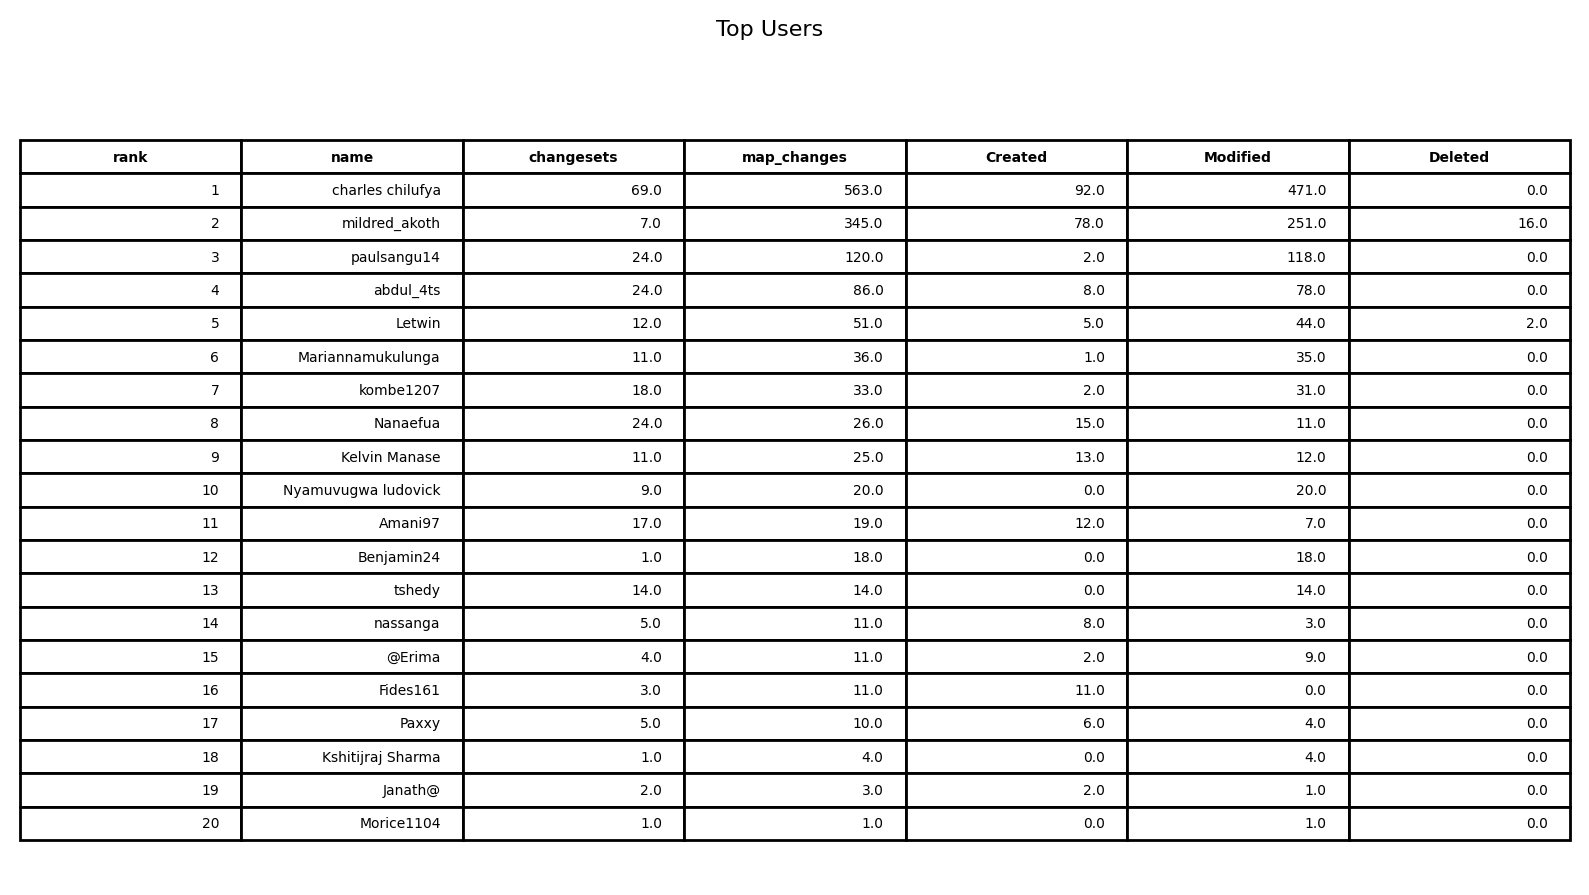 Top Users
rank name changesets map_changes Created Modified Deleted
1 charles chilufya 69.0 563.0 92.0 471.0 0.0
2 mildred_akoth 7.0 345.0 78.0 251.0 16.0
3 paulsangu14 24.0 120.0 2.0 118.0 0.0
4 abdul_4ts 24.0 86.0 8.0 78.0 0.0
5 Letwin 12.0 51.0 5.0 44.0 2.0
6 Mariannamukulunga 11.0 36.0 1.0 35.0 0.0
7 kombe1207 18.0 33.0 2.0 31.0 0.0
8 Nanaefua 24.0 26.0 15.0 11.0 0.0
9 Kelvin Manase 11.0 25.0 13.0 12.0 0.0
10 Nyamuvugwa ludovick 9.0 20.0 0.0 20.0 0.0
11 Amani97 17.0 19.0 12.0 7.0 0.0
12 Benjamin24 1.0 18.0 0.0 18.0 0.0
13 tshedy 14.0 14.0 0.0 14.0 0.0
14 nassanga 5.0 11.0 8.0 3.0 0.0
15 @Erima 4.0 11.0 2.0 9.0 0.0
16 Fides161 3.0 11.0 11.0 0.0 0.0
17 Paxxy 5.0 10.0 6.0 4.0 0.0
18 Kshitijraj Sharma 1.0 4.0 0.0 4.0 0.0
19 Janath@ 2.0 3.0 2.0 1.0 0.0
20 Morice1104 1.0 1.0 0.0 1.0 0.0